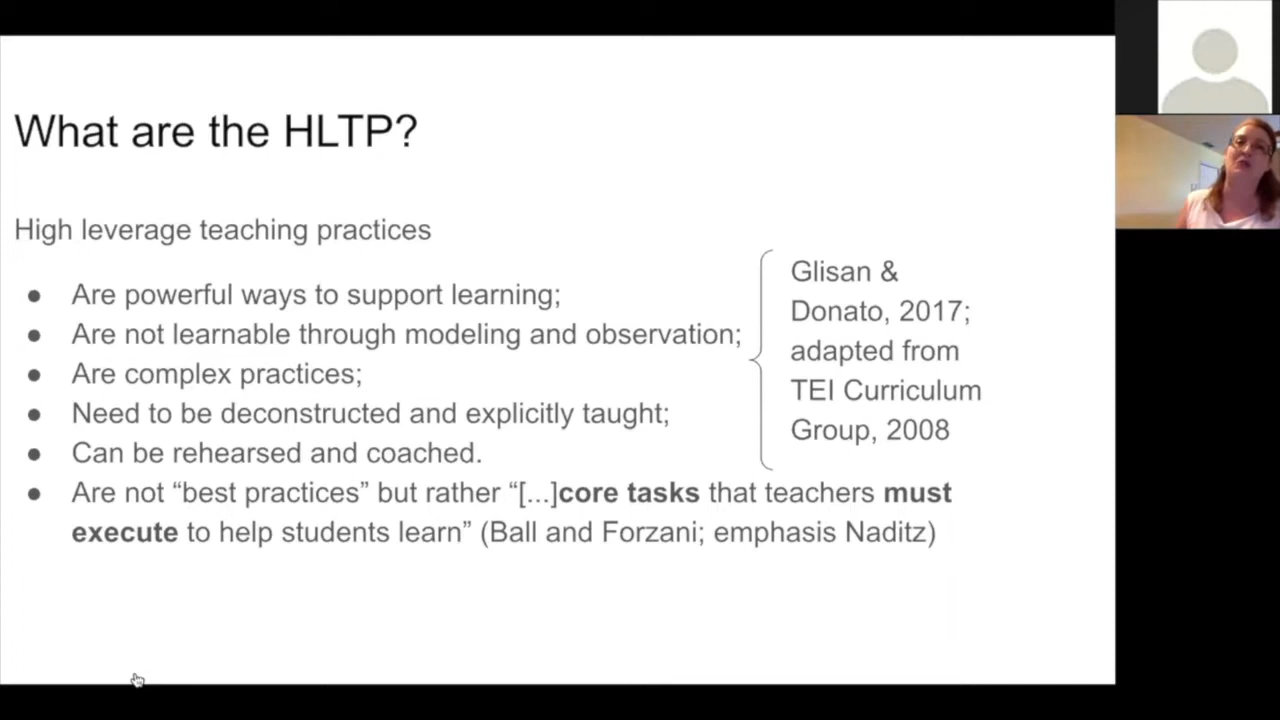 What are the HLTP?
High leverage teaching practices
● Are powerful ways to support learning;
● Are not learnable through modeling and observation;
● Are complex practices;
● Need to be deconstructed and explicitly taught;
● Can be rehearsed and coached.
● Are not “best practices” but rather “[...]core tasks that teachers must
execute to help students learn” (Ball and Forzani; emphasis Naditz)
Glisan &
Donato, 2017;
adapted from
TEI Curriculum
Group, 2008